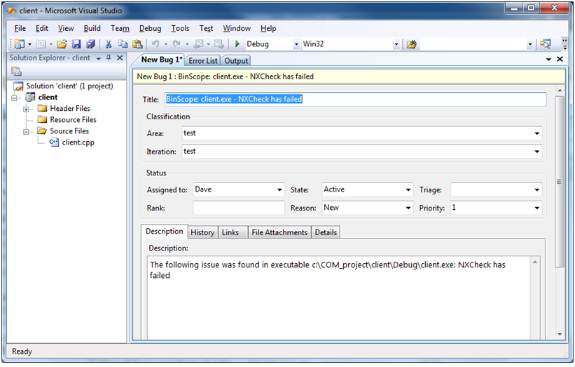 client - Microsoft Visual Studio
File Edit View Build Team Debug Tools Test Window Help
Debug Win32
Solution Explorer - client
New Bug 1* Error List Output
New Bug 1 : BinScope: client.exe - NXCheck has failed
Solution 'client' (1 project)
client
Header Files
Resource Files
Source Files
client.cpp
Title: BinScope: client.exe - NXCheck has failed
Classification
Area: test
Iteration: test
Status
Assigned to: Dave State: Active Triage:
Rank: Reason: New Priority: 1
Description History Links File Attachments Details
Description:
The following issue was found in executable c:\COM_project\client\Debug\client.exe: NXCheck has
failed
Ready